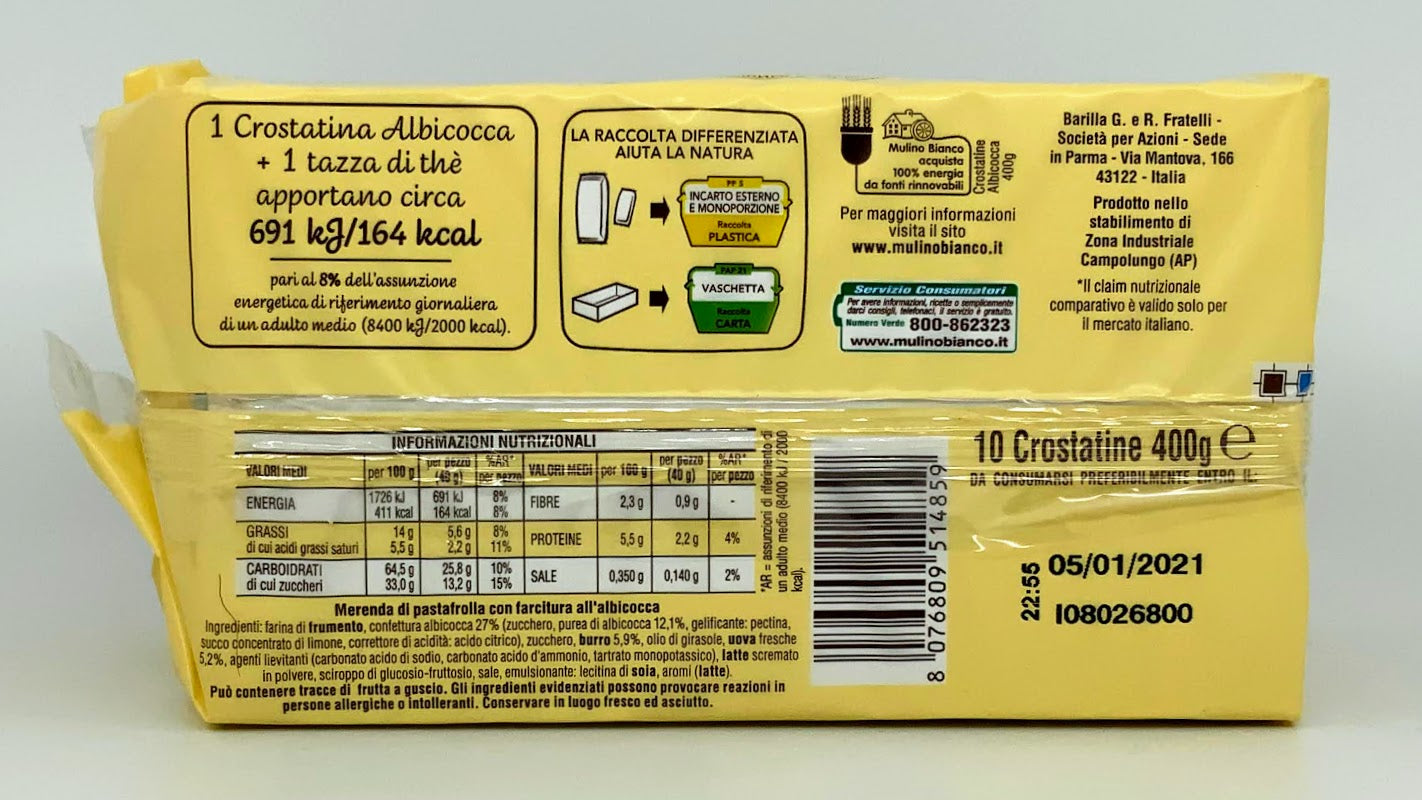 1 Crostatina Albicocca
+ 1 tazza di thè
apportano circa
691 kJ/164 kcal
pari al 8% dell'assunzione
energetica di riferimento giornaliera
di un adulto medio (8400 kJ/2000 kcal).
LA RACCOLTA DIFFERENZIATA
AIUTA LA NATURA
PP 5
INCARTO ESTERNO
E MONOPORZIONE
Raccolta
PLASTICA
PAP 21
VASCHETTA
Raccolta
CARTA
Mulino Bianco
acquista
100% energia
da fonti rinnovabili
Crostatine
Albicocca
400g
Per maggiori informazioni
visita il sito
www.mulinobianco.it
Servizio Consumatori
Per avere informazioni, ricette o semplicemente
darci consigli, telefonaci, il servizio è gratuito.
Numero Verde 800-862323
www.mulinobianco.it
Barilla G. e R. Fratelli -
Società per Azioni - Sede
in Parma - Via Mantova, 166
43122 - Italia
Prodotto nello
stabilimento di
Zona Industriale
Campolungo (AP)
*Il claim nutrizionale
comparativo è valido solo per
il mercato italiano.
INFORMAZIONI NUTRIZIONALI
VALORI MEDI per 100 g per pezzo (40 g) %AR* per pezzo VALORI MEDI per 100 g per pezzo (40 g) %AR* per pezzo
ENERGIA 1726 kJ 691 kJ 8% FIBRE 2,3 g 0,9 g -
411 kcal 164 kcal 8%
GRASSI 14 g 5,6 g 8% PROTEINE 5,5 g 2,2 g 4%
di cui acidi grassi saturi 5,5 g 2,2 g 11%
CARBOIDRATI 64,5 g 25,8 g 10% SALE 0,350 g 0,140 g 2%
di cui zuccheri 33,0 g 13,2 g 15%
*AR = assunzioni di riferimento di
un adulto medio (8400 kJ / 2000
kcal).
Merenda di pastafrolla con farcitura all'albicocca
Ingredienti: farina di frumento, confettura albicocca 27% (zucchero, purea di albicocca 12,1%, gelificante: pectina,
succo concentrato di limone, correttore di acidità: acido citrico), zucchero, burro 5,9%, olio di girasole, uova fresche
5,2%, agenti lievitanti (carbonato acido di sodio, carbonato acido d'ammonio, tartrato monopotassico), latte scremato
in polvere, sciroppo di glucosio-fruttosio, sale, emulsionante: lecitina di soia, aromi (latte).
Può contenere tracce di frutta a guscio. Gli ingredienti evidenziati possono provocare reazioni in
persone allergiche o intolleranti. Conservare in luogo fresco ed asciutto.
8 076809 514859
10 Crostatine 400g e
DA CONSUMARSI PREFERIBILMENTE ENTRO IL:
22:55 05/01/2021
I08026800